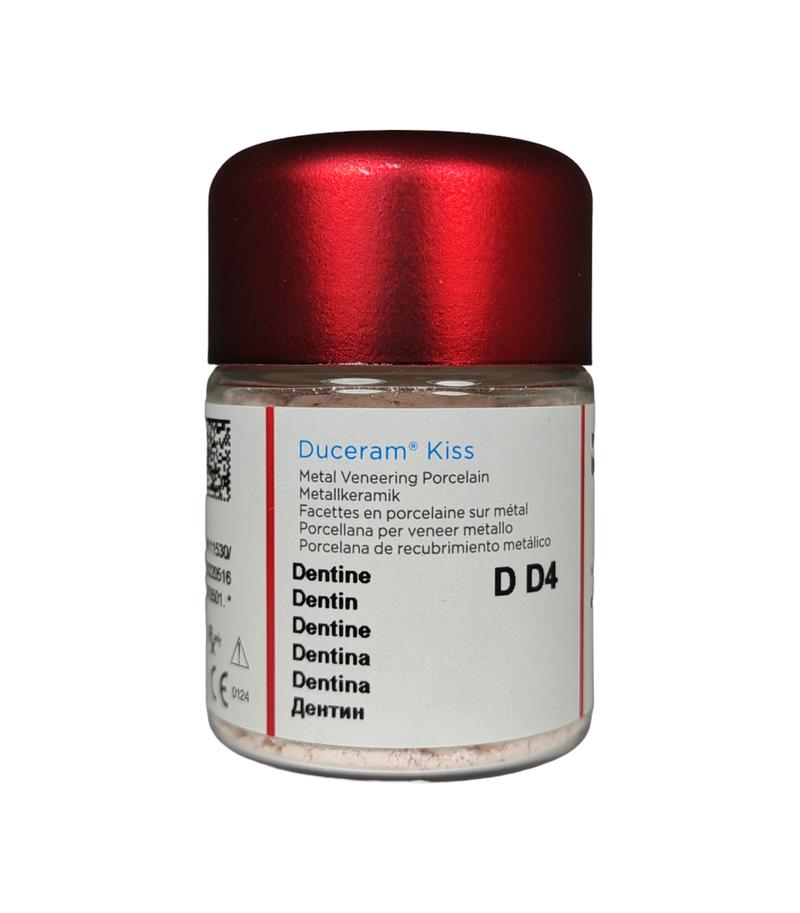 Duceram® Kiss
Metal Veneering Porcelain
Metallkeramik
Facettes en porcelaine sur métal
Porcellana per veneer metallo
Porcelana de recubrimiento metálico
Dentine
Dentin
Dentine
Dentina
Dentina
Дентин
D D4
0124